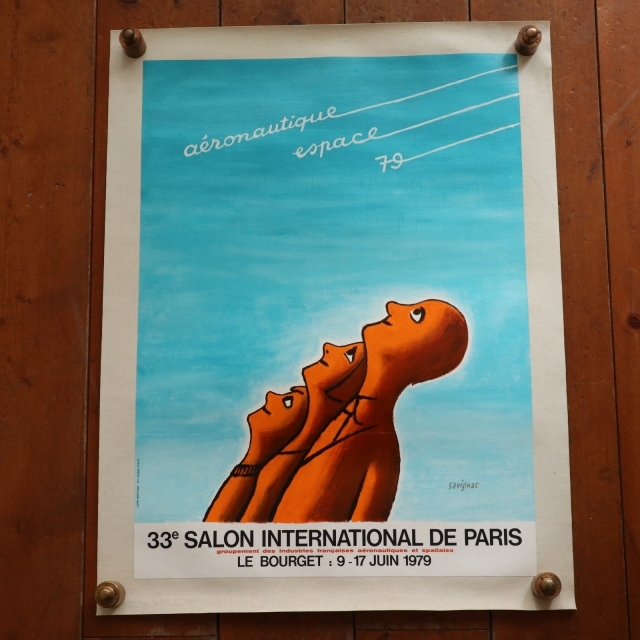 aéronautique
espace
79
savignac
33e SALON INTERNATIONAL DE PARIS
groupement des industries françaises aéronautiques et spatiales
LE BOURGET : 9-17 JUIN 1979